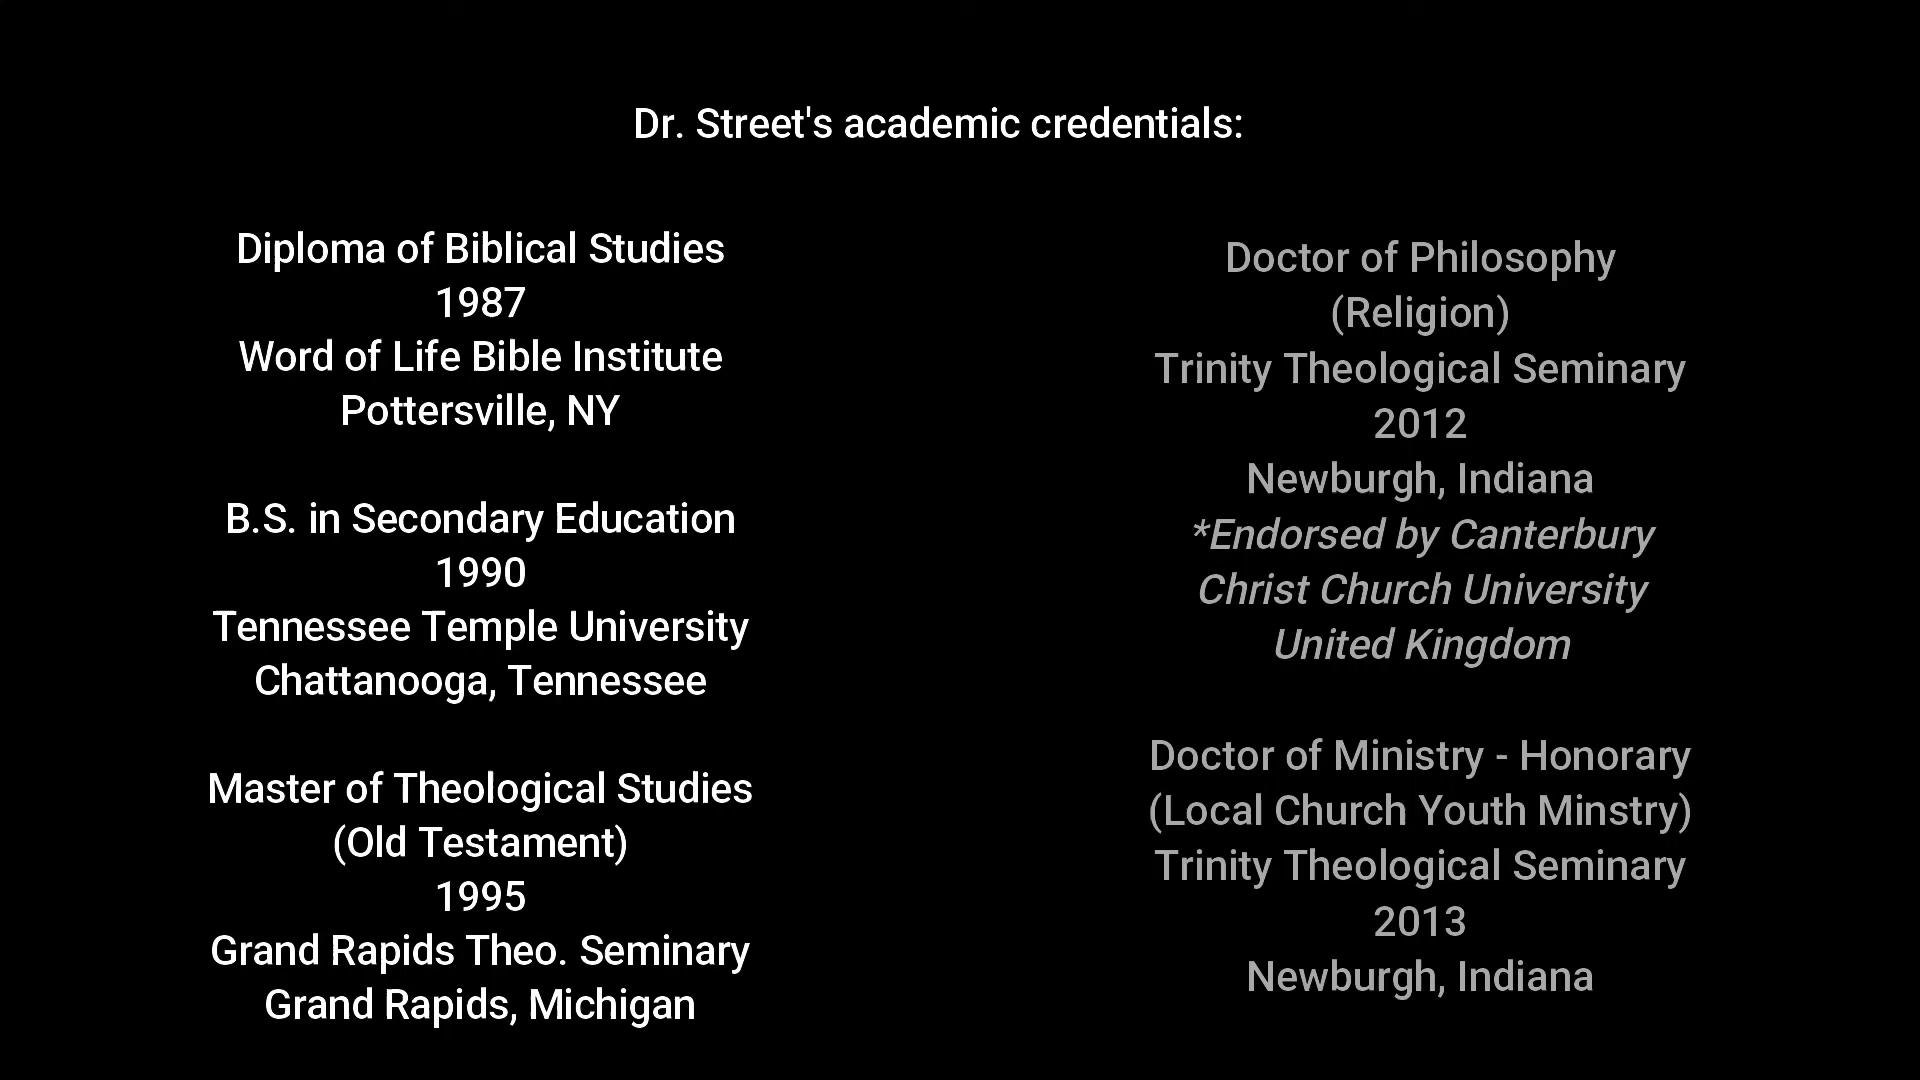 Dr. Street's academic credentials:
Diploma of Biblical Studies
1987
Word of Life Bible Institute
Pottersville, NY
B.S. in Secondary Education
1990
Tennessee Temple University
Chattanooga, Tennessee
Master of Theological Studies
(Old Testament)
1995
Grand Rapids Theo. Seminary
Grand Rapids, Michigan
Doctor of Philosophy
(Religion)
Trinity Theological Seminary
2012
Newburgh, Indiana
*Endorsed by Canterbury
Christ Church University
United Kingdom
Doctor of Ministry - Honorary
(Local Church Youth Minstry)
Trinity Theological Seminary
2013
Newburgh, Indiana